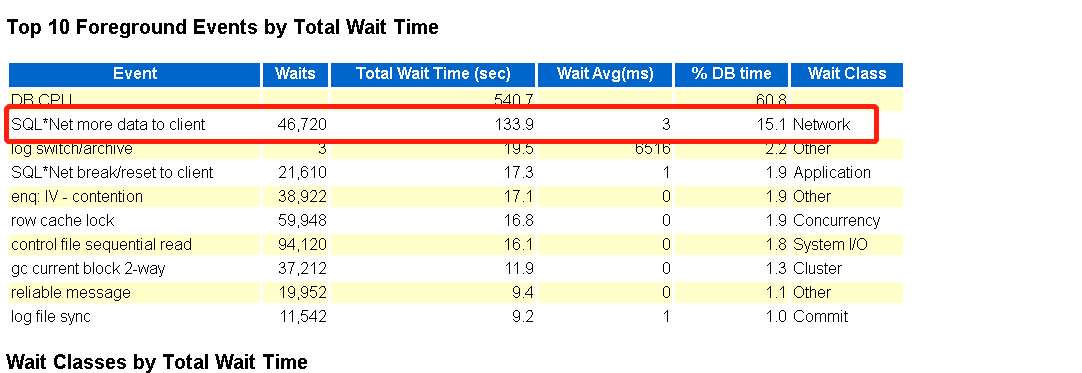 Top 10 Foreground Events by Total Wait Time
Event Waits Total Wait Time (sec) Wait Avg(ms) % DB time Wait Class
DB CPU 540.7 60.8
SQL*Net more data to client 46,720 133.9 3 15.1 Network
log switch/archive 3 19.5 6516 2.2 Other
SQL*Net break/reset to client 21,610 17.3 1 1.9 Application
enq: IV - contention 38,922 17.1 0 1.9 Other
row cache lock 59,948 16.8 0 1.9 Concurrency
control file sequential read 94,120 16.1 0 1.8 System I/O
gc current block 2-way 37,212 11.9 0 1.3 Cluster
reliable message 19,952 9.4 0 1.1 Other
log file sync 11,542 9.2 1 1.0 Commit
Wait Classes by Total Wait Time